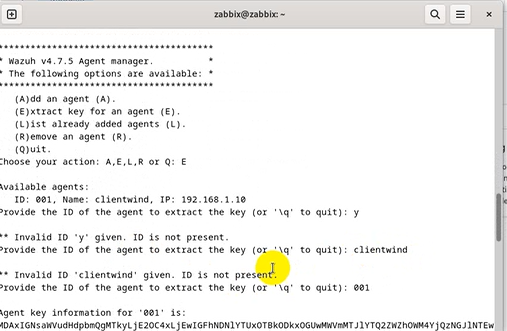 zabbix@zabbix: ~
****************************************
* Wazuh v4.7.5 Agent manager. *
* The following options are available: *
****************************************
(A)dd an agent (A).
(E)xtract key for an agent (E).
(L)ist already added agents (L).
(R)emove an agent (R).
(Q)uit.
Choose your action: A,E,L,R or Q: E
Available agents:
ID: 001, Name: clientwind, IP: 192.168.1.10
Provide the ID of the agent to extract the key (or '\q' to quit): y
** Invalid ID 'y' given. ID is not present.
Provide the ID of the agent to extract the key (or '\q' to quit): clientwind
** Invalid ID 'clientwind' given. ID is not present.
Provide the ID of the agent to extract the key (or '\q' to quit): 001
Agent key information for '001' is: